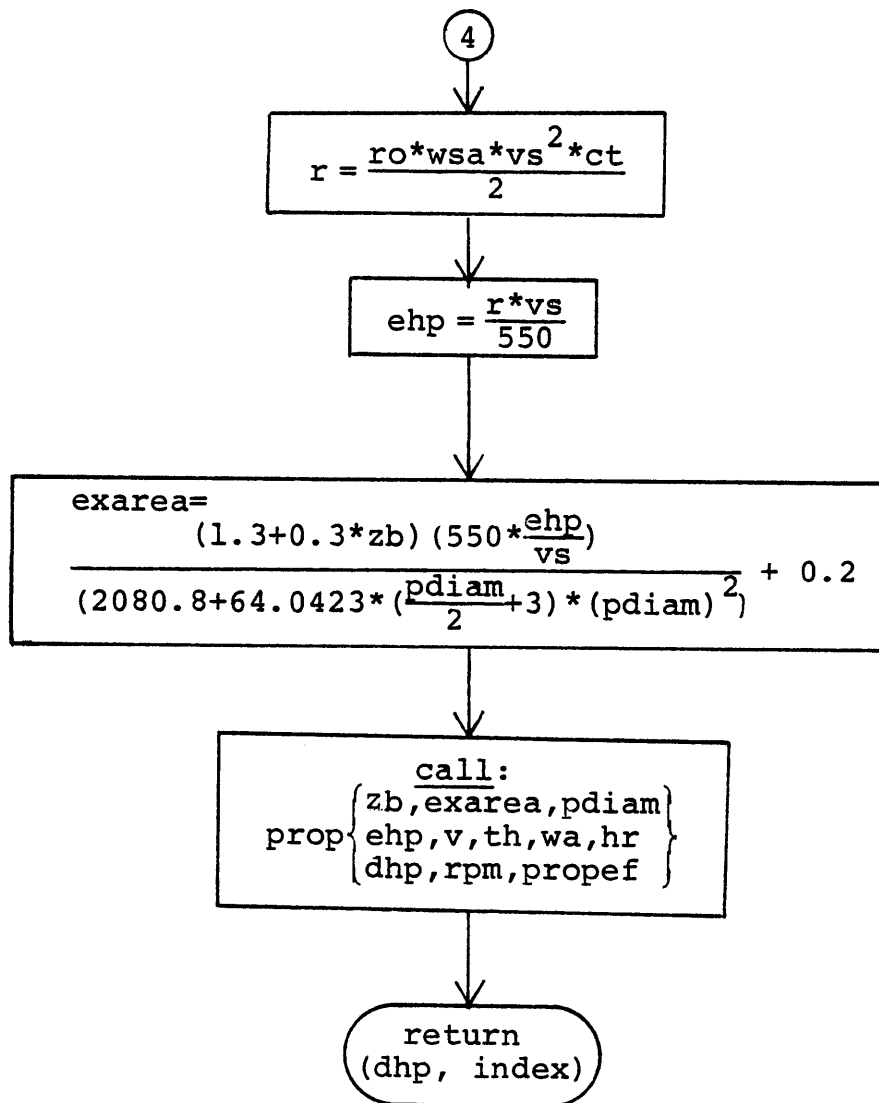 4
r = ro*wsa*vs^2*ct / 2
ehp = r*vs / 550
exarea=
(1.3+0.3*zb)(550*ehp/vs)
(2080.8+64.0423*(pdiam/2+3)*(pdiam)^2) + 0.2
call:
zb,exarea,pdiam
prop{ehp,v,th,wa,hr}
dhp,rpm,propef
return
(dhp, index)